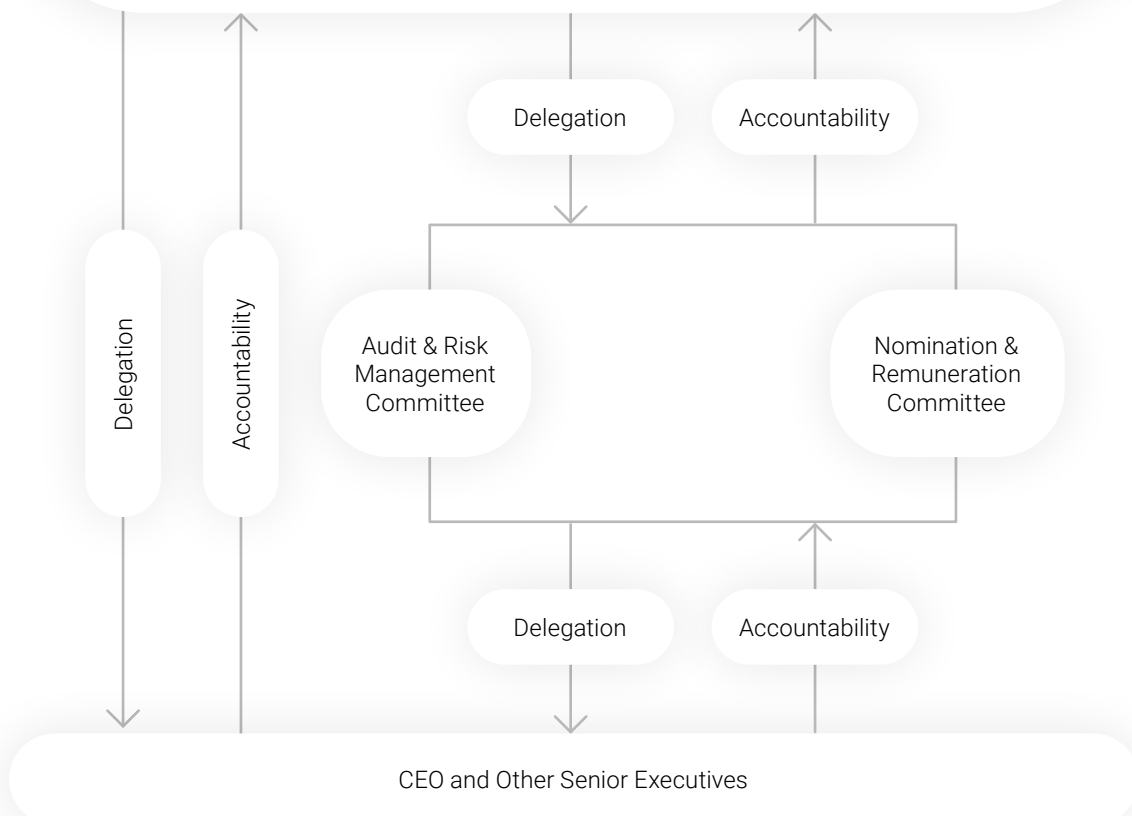 Delegation
Accountability
Delegation
Accountability
Audit & Risk
Management
Committee
Nomination &
Remuneration
Committee
Delegation
Accountability
CEO and Other Senior Executives